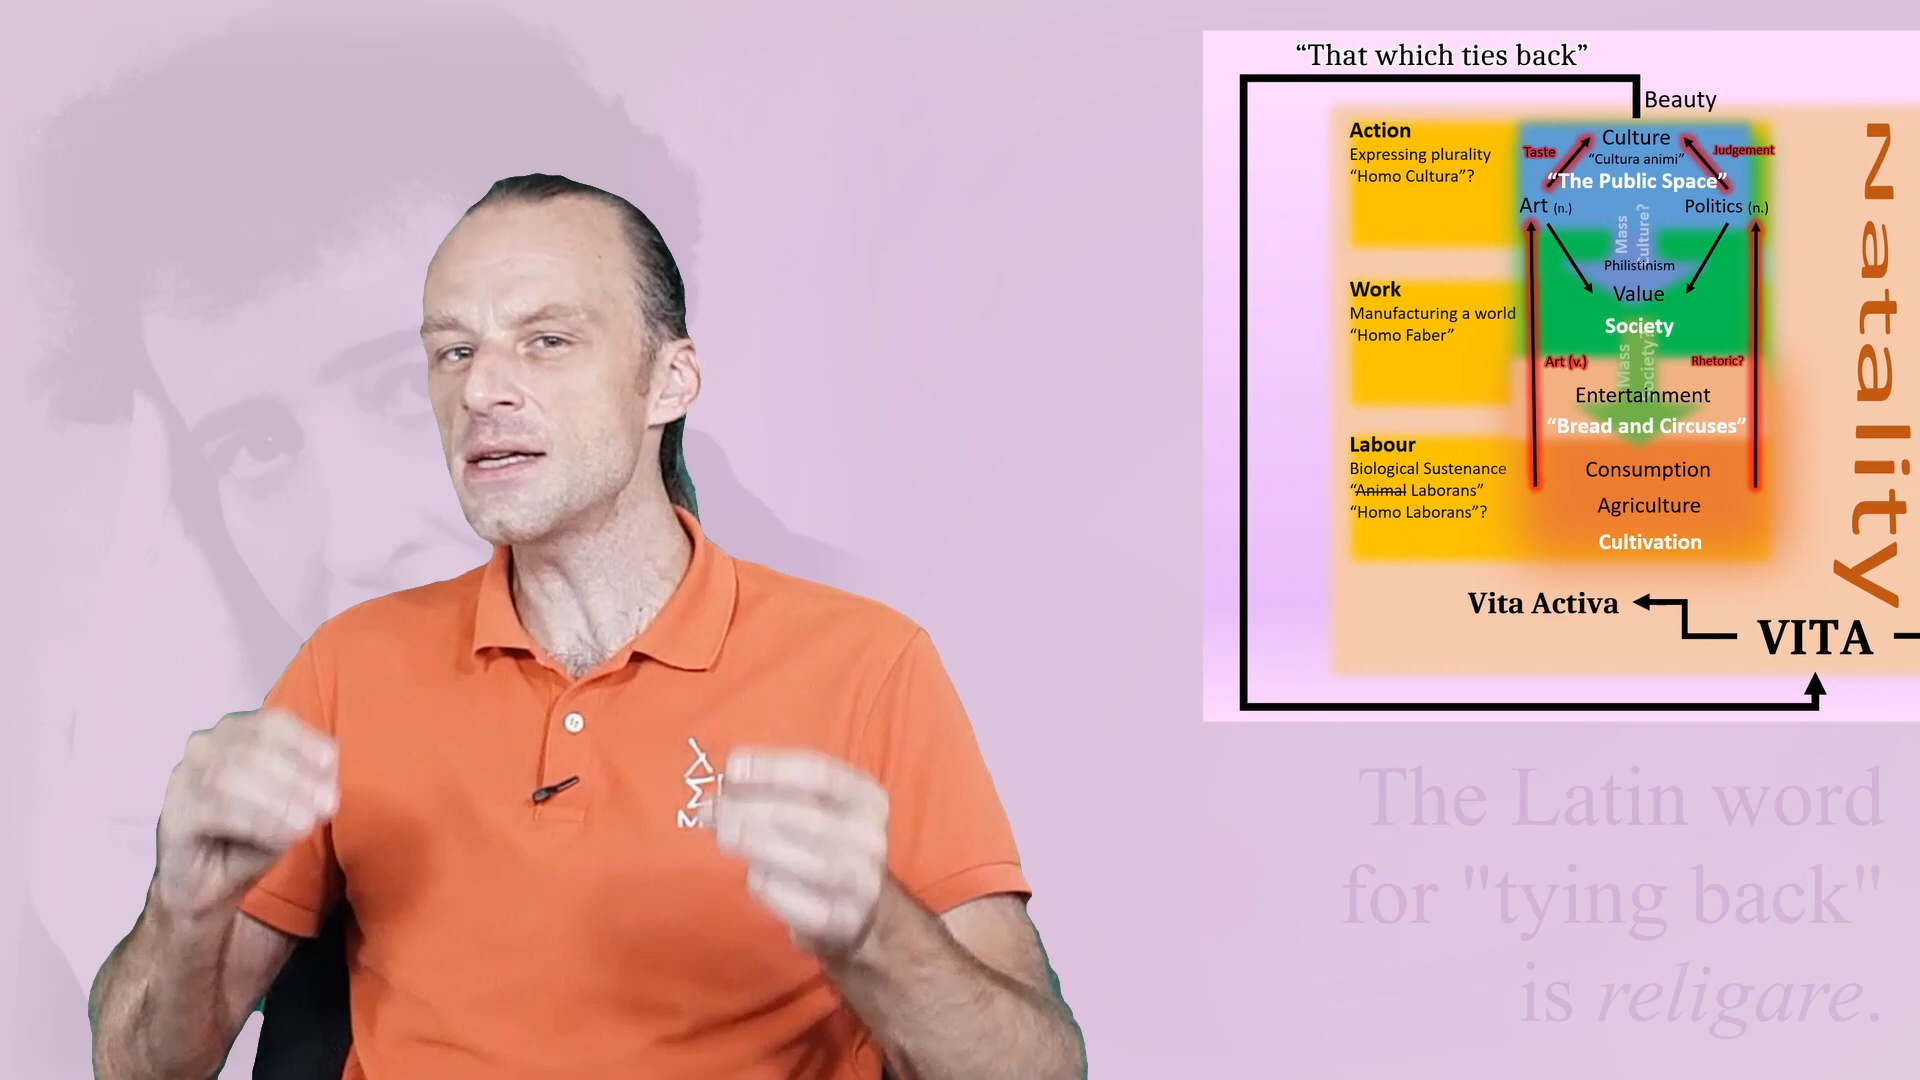 “That which ties back”
Beauty
Action
Expressing plurality
“Homo Cultura”?
Culture
“Cultura animi”
Taste
Judgement
“The Public Space”
Art (n.)
Politics (n.)
Mass
Culture?
Philistinism
Value
Society
Work
Manufacturing a world
“Homo Faber”
Art (v.)
Rhetoric?
Mass
Society?
Entertainment
“Bread and Circuses”
Labour
Biological Sustenance
“Animal Laborans”
“Homo Laborans”?
Consumption
Agriculture
Cultivation
Natality
Vita Activa
VITA
The Latin word
for "tying back"
is religare.